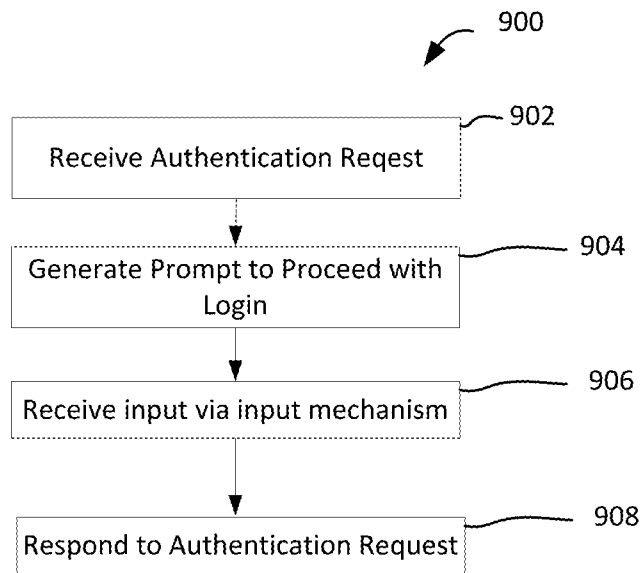 900
902
Receive Authentication Reqest
904
Generate Prompt to Proceed with
Login
906
Receive input via input mechanism
908
Respond to Authentication Request